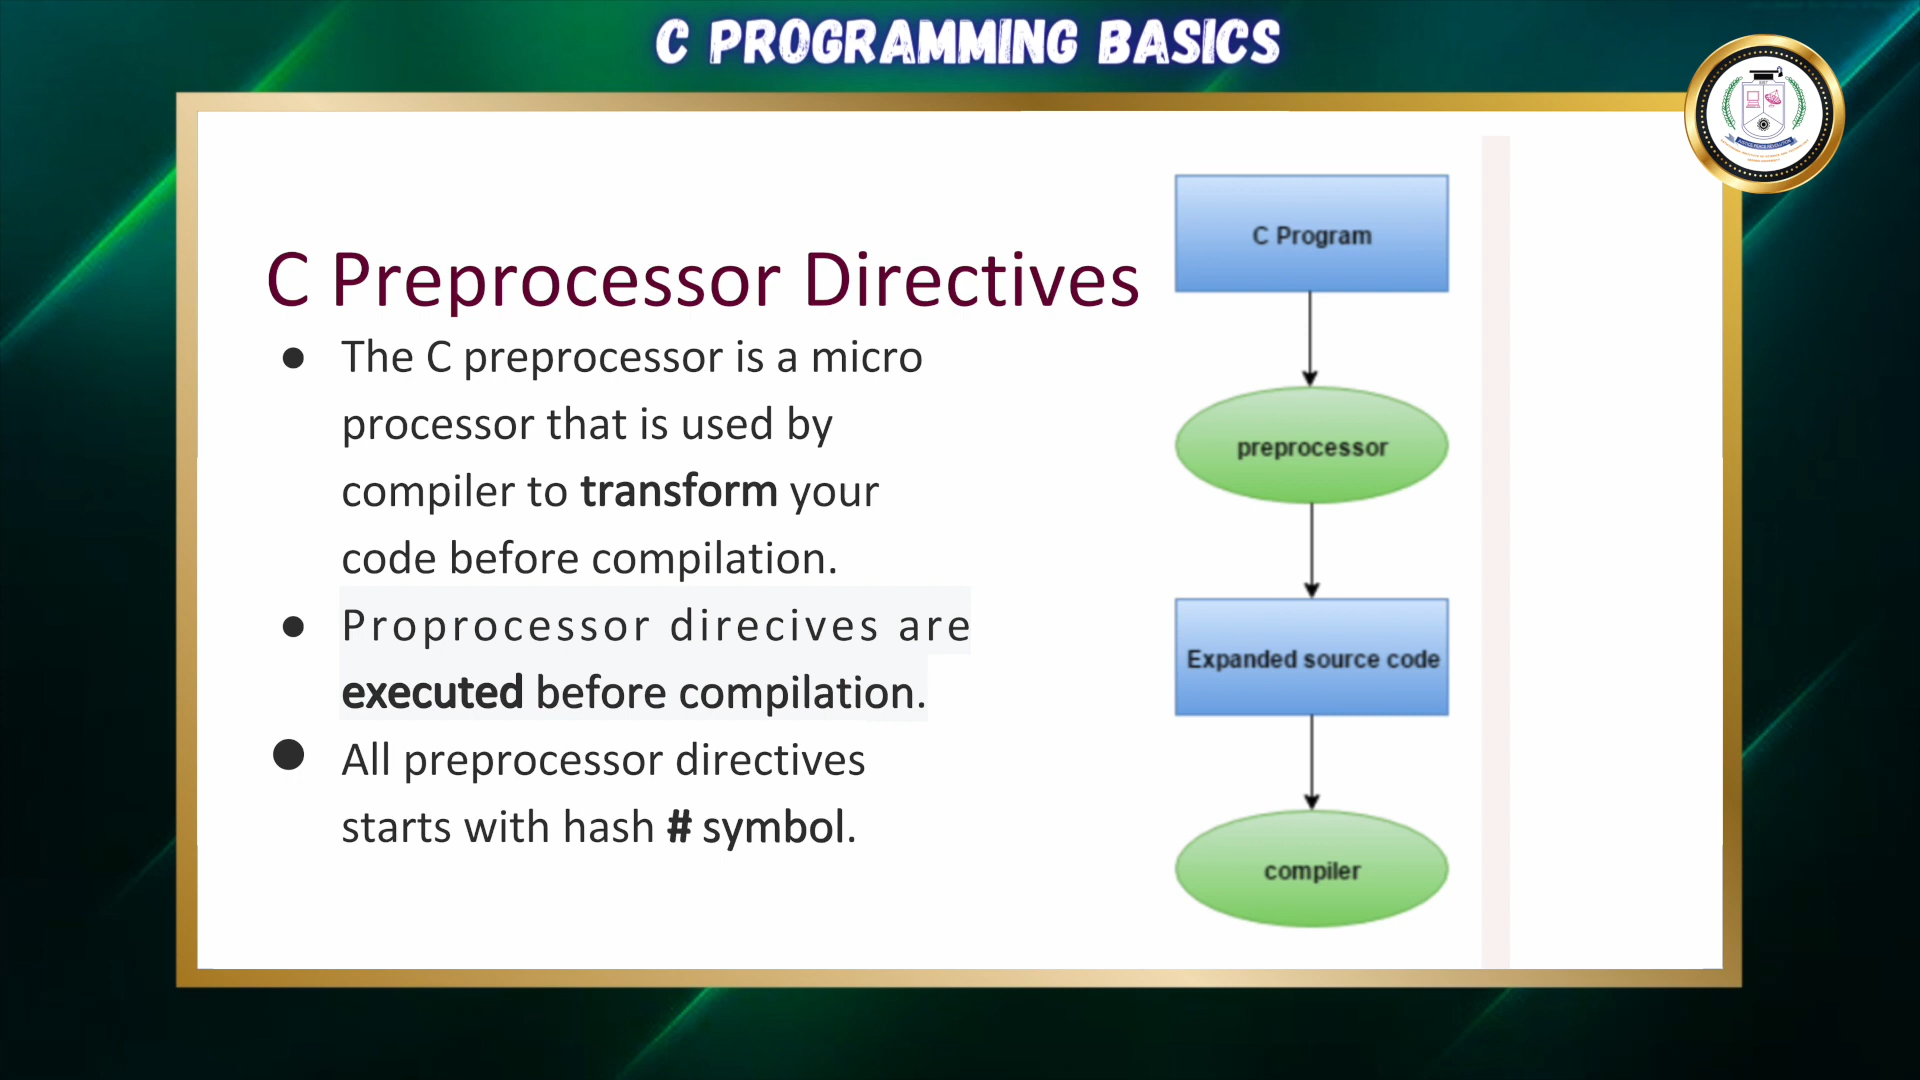 C PROGRAMMING BASICS
C Preprocessor Directives
● The C preprocessor is a micro
processor that is used by
compiler to transform your
code before compilation.
● Proprocessor direcives are
executed before compilation.
● All preprocessor directives
starts with hash # symbol.
C Program
preprocessor
Expanded source code
compiler